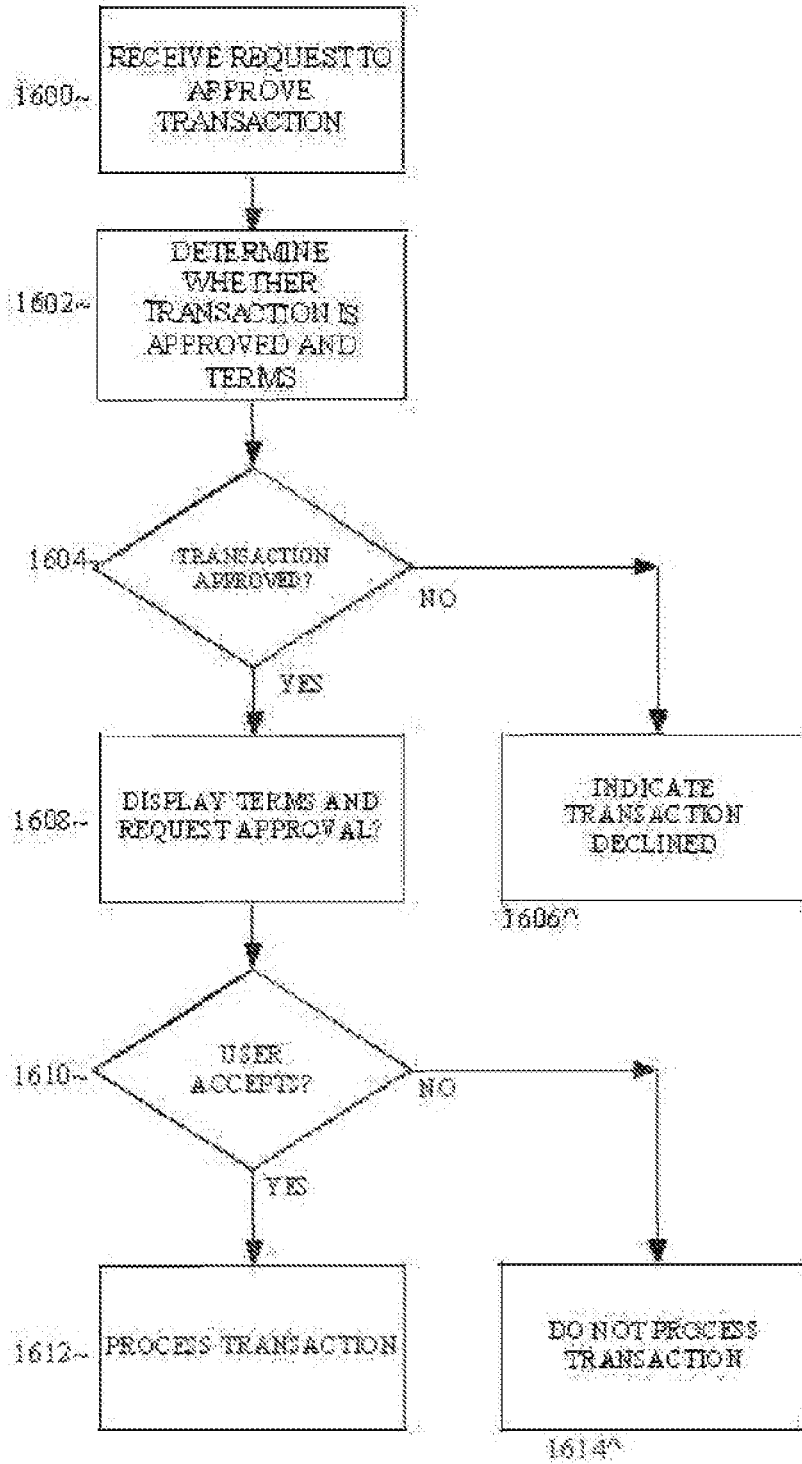 RECEIVE REQUEST TO
APPROVE
TRANSACTION
1600~
DETERMINE
WHETHER
TRANSACTION IS
APPROVED AND
TERMS
1602~
TRANSACTION
APPROVED?
1604~
NO
YES
DISPLAY TERMS AND
REQUEST APPROVAL?
1608~
INDICATE
TRANSACTION
DECLINED
1606^
USER
ACCEPTS?
1610~
NO
YES
PROCESS TRANSACTION
1612~
DO NOT PROCESS
TRANSACTION
1614^